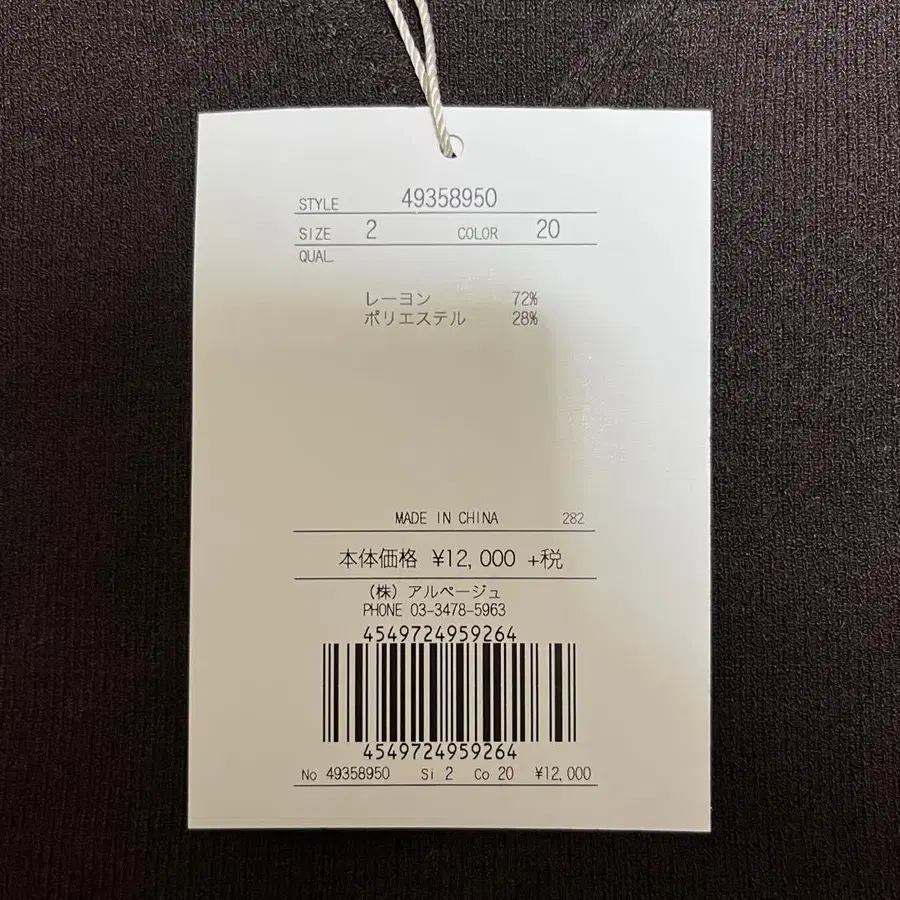 STYLE 49358950
SIZE 2 COLOR 20
QUAL.
レーヨン 72%
ポリエステル 28%
MADE IN CHINA 282
本体価格 ¥12,000 +税
(株) アルページュ
PHONE 03-3478-5963
4549724959264
4549724959264
No 49358950 Si 2 Co 20 ¥12,000